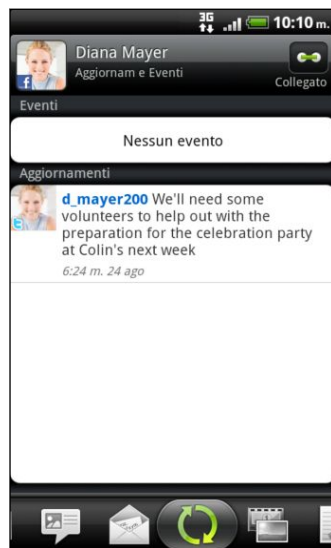 3G 10:10 m.
Diana Mayer
Aggiornam e Eventi
Collegato
Eventi
Nessun evento
Aggiornamenti
d_mayer200 We'll need some
volunteers to help out with the
preparation for the celebration party
at Colin's next week
6:24 m. 24 ago